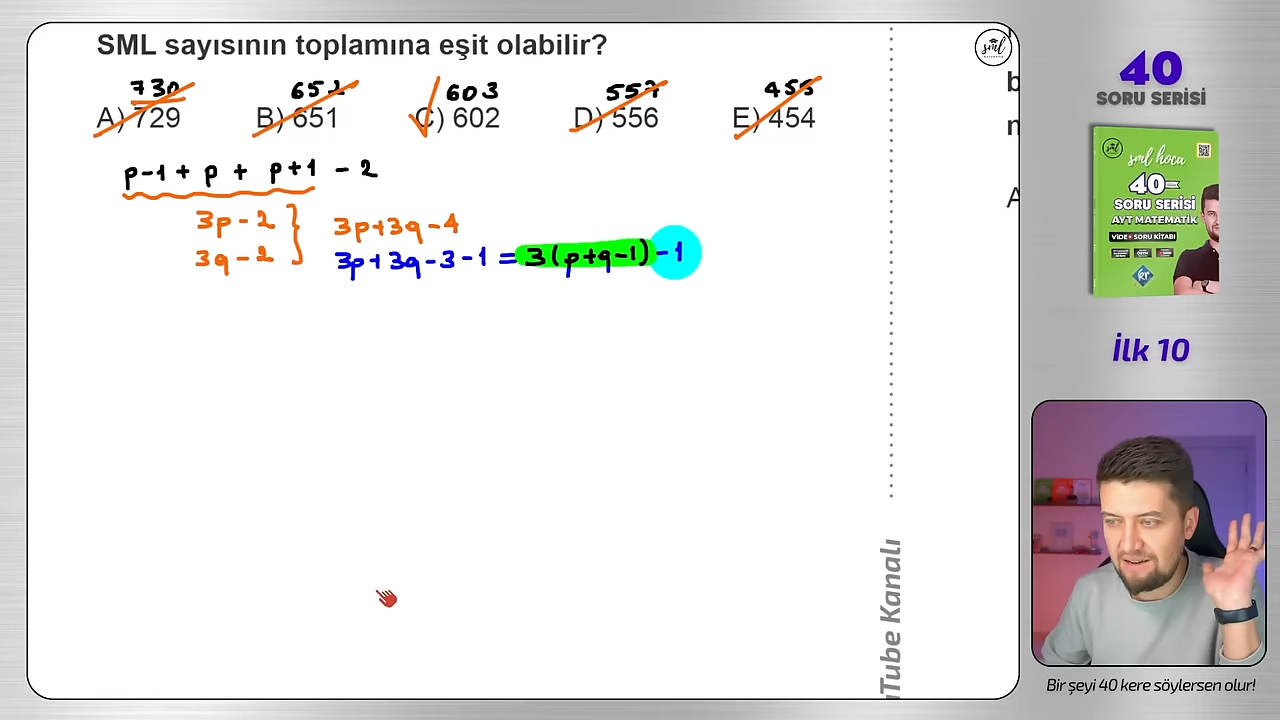 SML sayısının toplamına eşit olabilir?
730 652 603 557 455
A) 729 B) 651 C) 602 D) 556 E) 454
p-1 + p + p+1 - 2
3p-2 3p+3q-4
3q-2 3p+3q-3-1 = 3(p+q-1)-1
uTube Kanalı
sml
b
n
A
40
SORU SERİSİ
sml hoca
40
SORU SERİSİ
AYT MATEMATİK
VİDEO SORU KİTABI
İlk 10
Bir şeyi 40 kere söylersen olur!